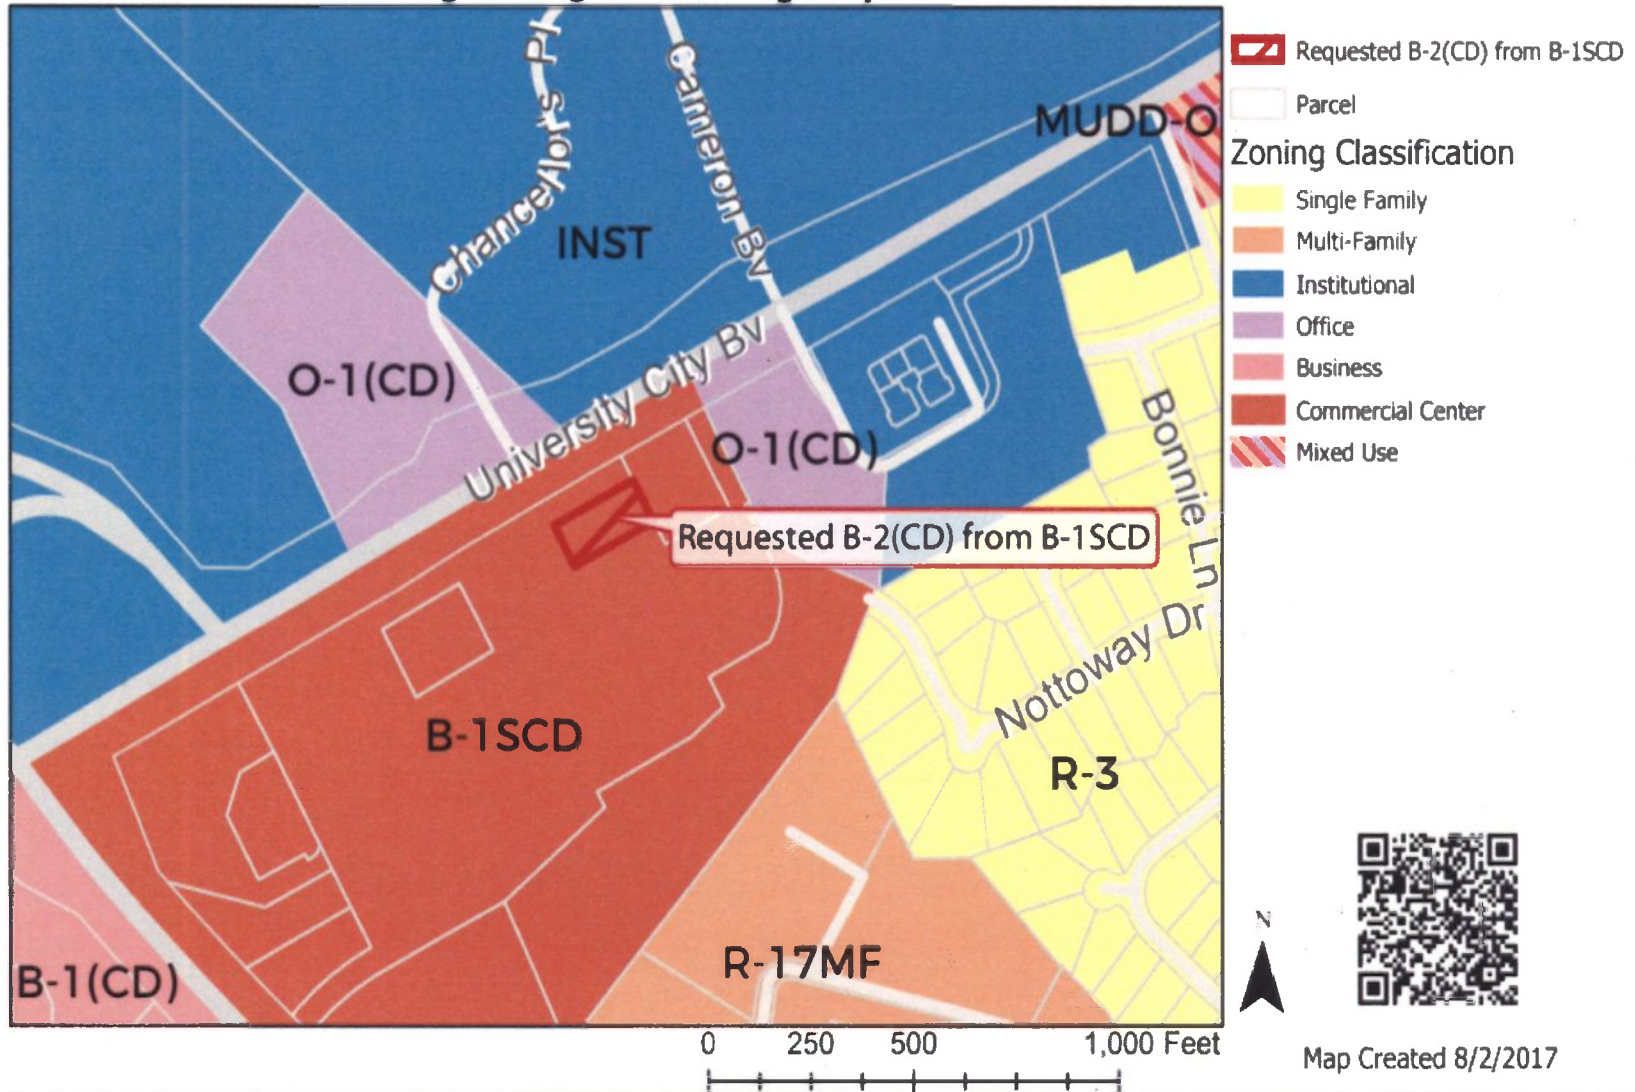 Requested B-2(CD) from B-1SCD
Parcel
Zoning Classification
Single Family
Multi-Family
Institutional
Office
Business
Commercial Center
Mixed Use
Chancellor's Pl
Cameron Bv
MUDD-O
INST
O-1(CD)
University City Bv
O-1(CD)
Bonnie Ln
Requested B-2(CD) from B-1SCD
Nottoway Dr
B-1SCD
R-3
R-17MF
B-1(CD)
N
0 250 500 1,000 Feet
Map Created 8/2/2017